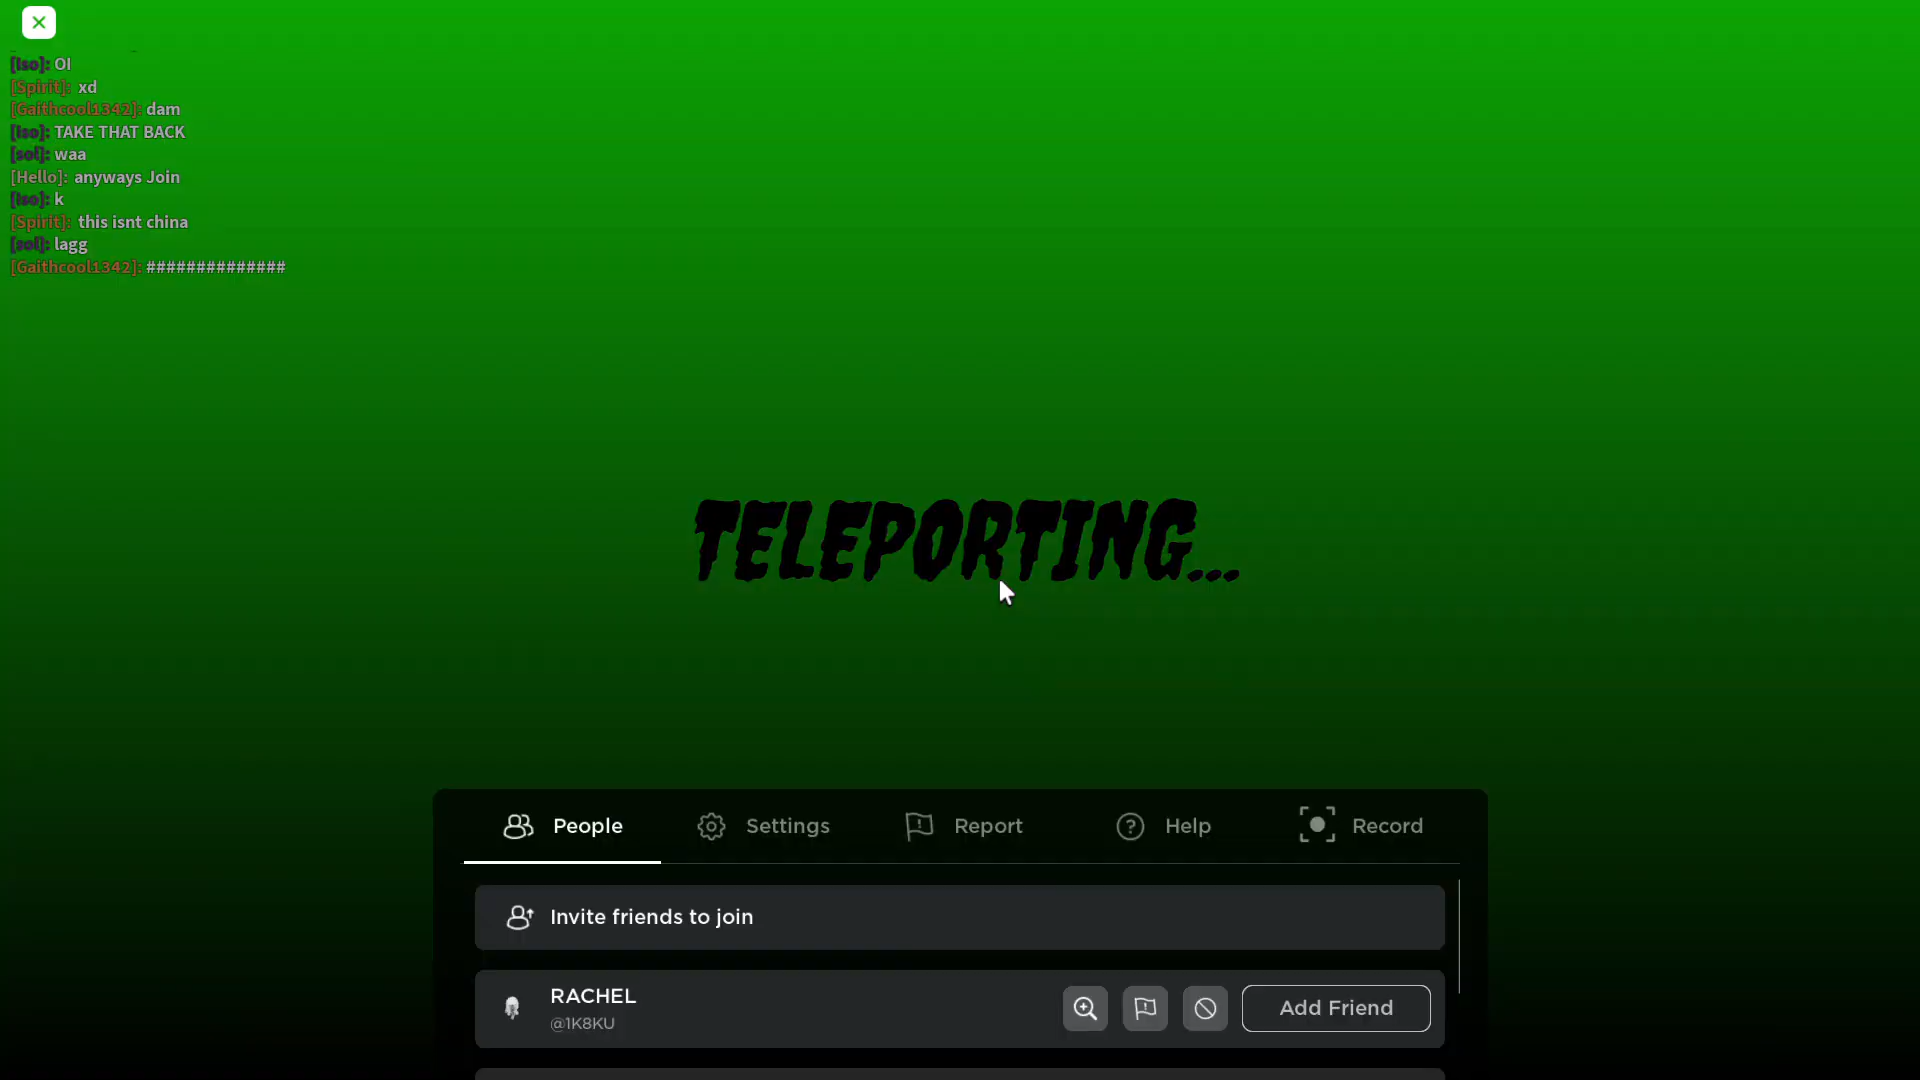 [Iso]: OI
[Spirit]: xd
[Gaithcool1342]: dam
[Iso]: TAKE THAT BACK
[sol]: waa
[Hello]: anyways Join
[Iso]: k
[Spirit]: this isnt china
[sol]: lagg
[Gaithcool1342]: ##############
TELEPORTING...
People Settings Report Help Record
Invite friends to join
RACHEL
@1K8KU
Add Friend